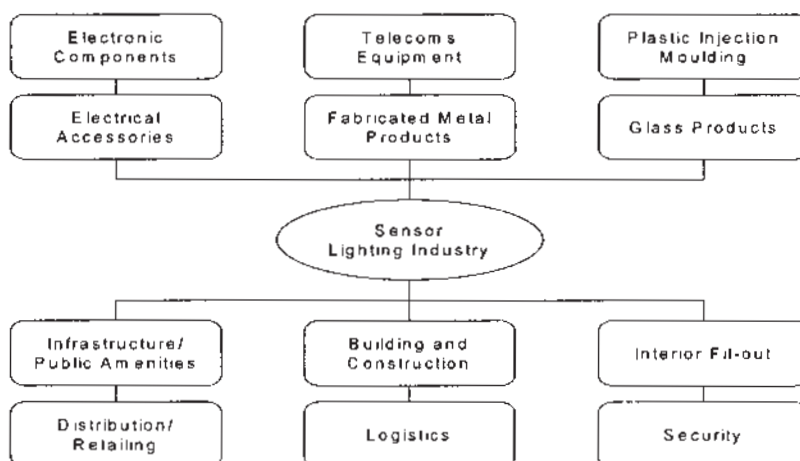 Electronic
Components
Telecoms
Equipment
Plastic Injection
Moulding
Electrical
Accessories
Fabricated Metal
Products
Glass Products
Sensor
Lighting Industry
Infrastructure/
Public Amenities
Building and
Construction
Interior Fill-out
Distribution/
Retailing
Logistics
Security